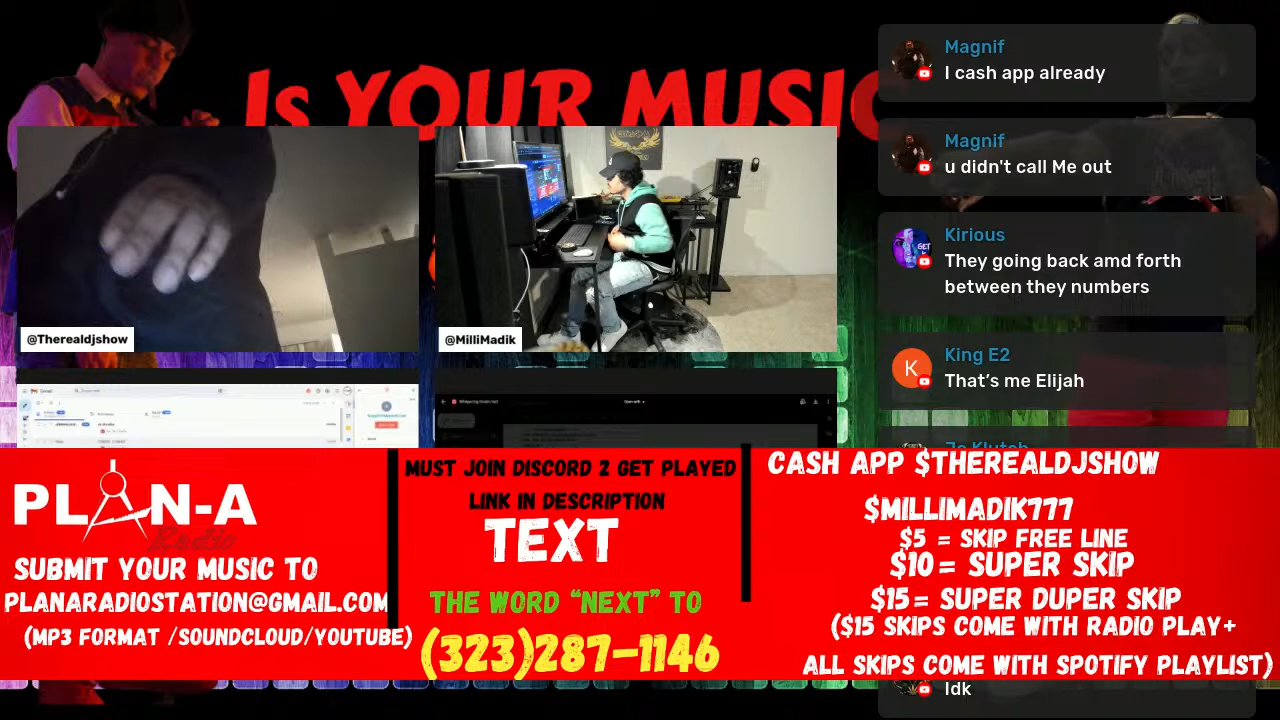 Is YOUR MUSIC
@Therealdjshow
@MilliMadik
Magnif
I cash app already
Magnif
u didn't call Me out
Kirious
They going back amd forth
between they numbers
K
King E2
That's me Elijah
Idk
PLAN-A
Radio
SUBMIT YOUR MUSIC TO
PLANARADIOSTATION@GMAIL.COM
(MP3 FORMAT /SOUNDCLOUD/YOUTUBE)
MUST JOIN DISCORD 2 GET PLAYED
LINK IN DESCRIPTION
TEXT
THE WORD “NEXT” TO
(323)287-1146
CASH APP $THEREALDJSHOW
$MILLIMADIK777
$5 = SKIP FREE LINE
$10 = SUPER SKIP
$15= SUPER DUPER SKIP
($15 SKIPS COME WITH RADIO PLAY+
ALL SKIPS COME WITH SPOTIFY PLAYLIST)